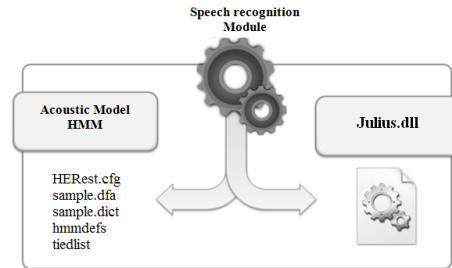 Speech recognition
Module
Acoustic Model
HMM
Julius.dll
HERest.cfg
sample.dfa
sample.dict
hmmdefs
tiedlist